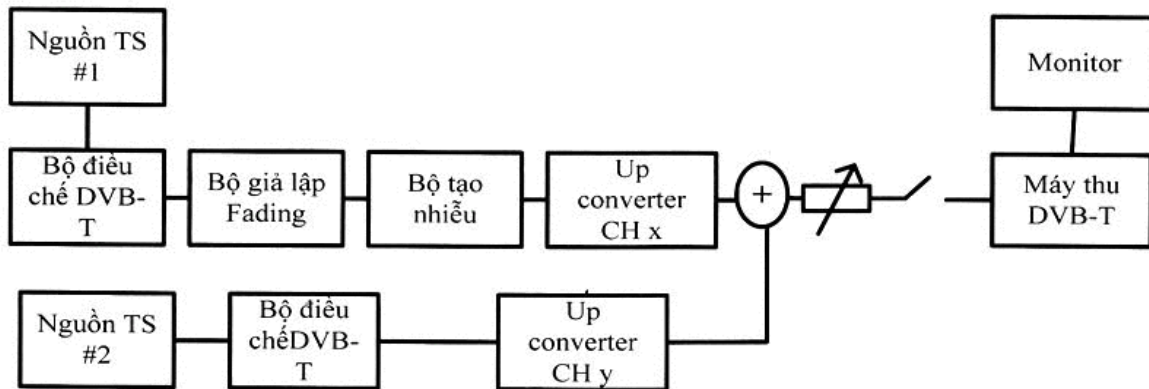 Nguồn TS
#1
Monitor
Bộ điều
chế DVB-
T
Bộ giả lập
Fading
Bộ tạo
nhiễu
Up
converter
CH x
+
Máy thu
DVB-T
Nguồn TS
#2
Bộ điều
chếDVB-
T
Up
converter
CH y